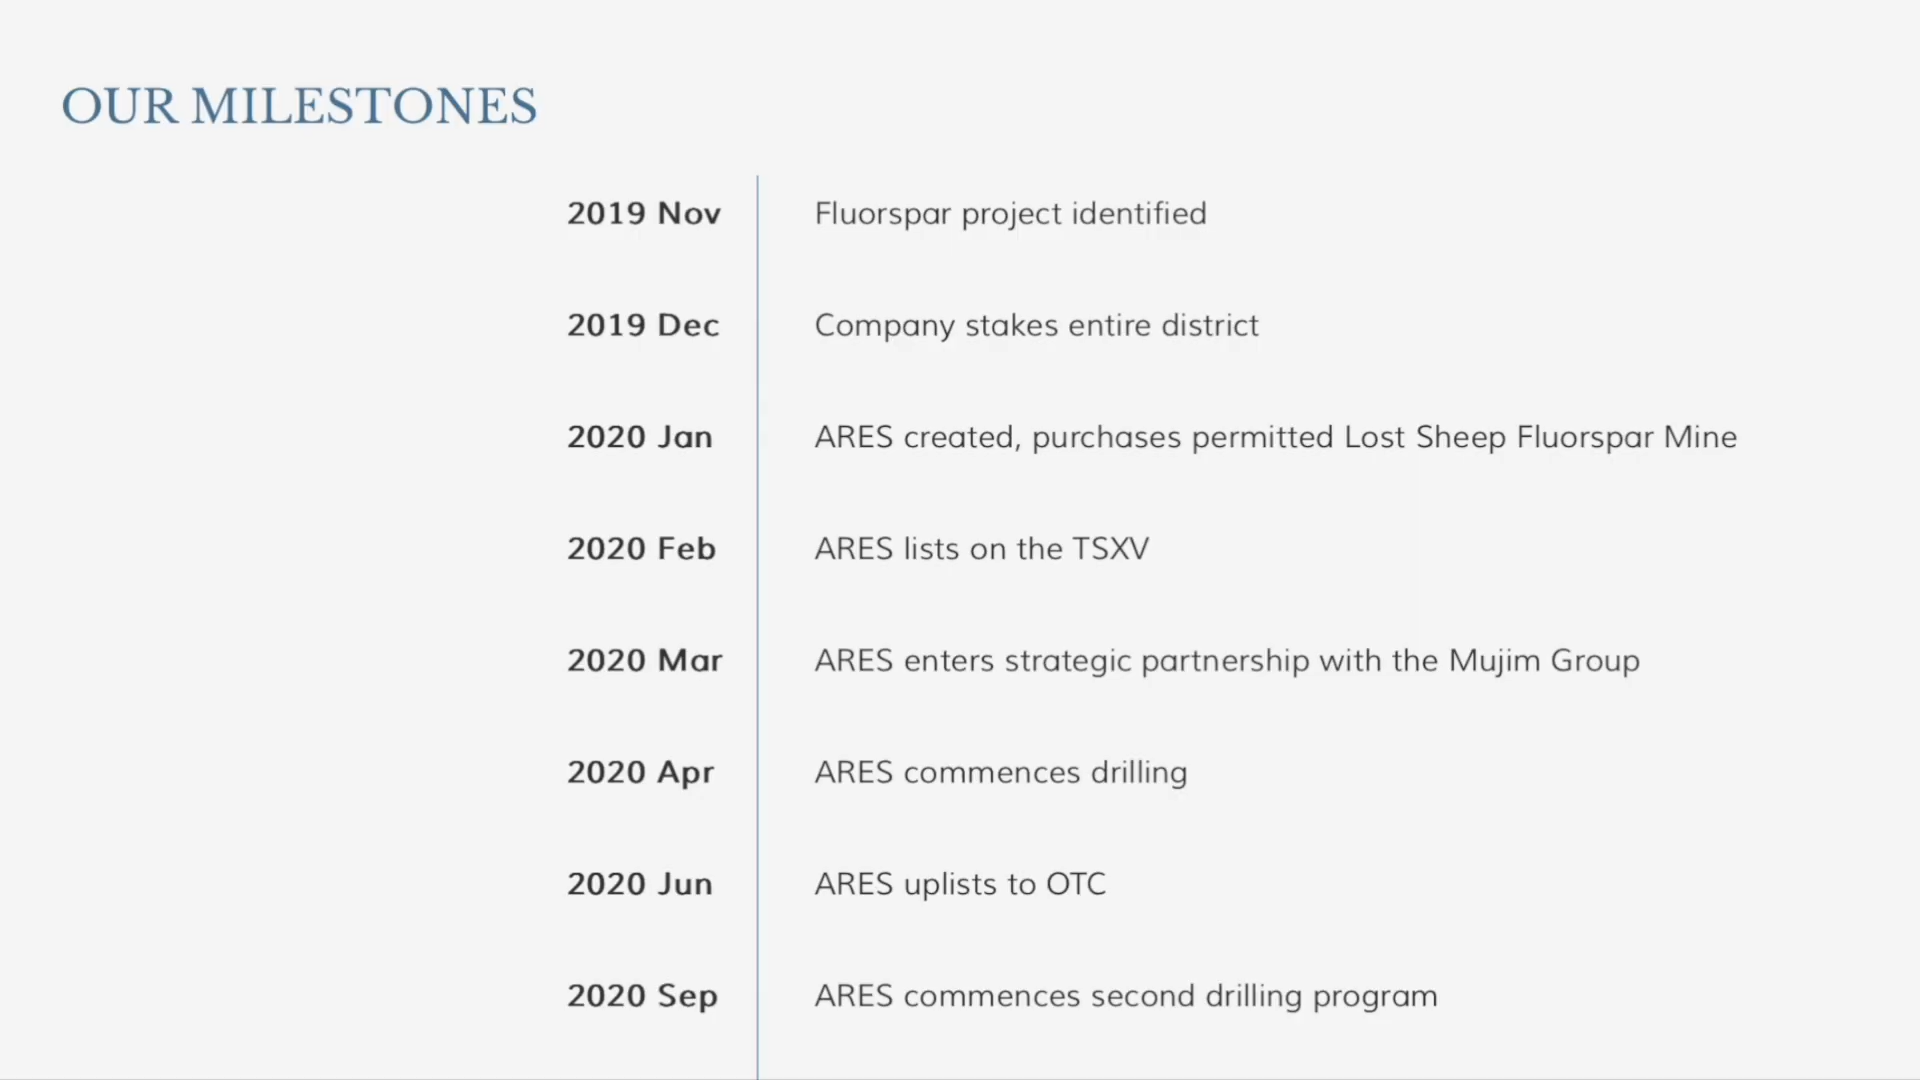 OUR MILESTONES
2019 Nov Fluorspar project identified
2019 Dec Company stakes entire district
2020 Jan ARES created, purchases permitted Lost Sheep Fluorspar Mine
2020 Feb ARES lists on the TSXV
2020 Mar ARES enters strategic partnership with the Mujim Group
2020 Apr ARES commences drilling
2020 Jun ARES uplists to OTC
2020 Sep ARES commences second drilling program